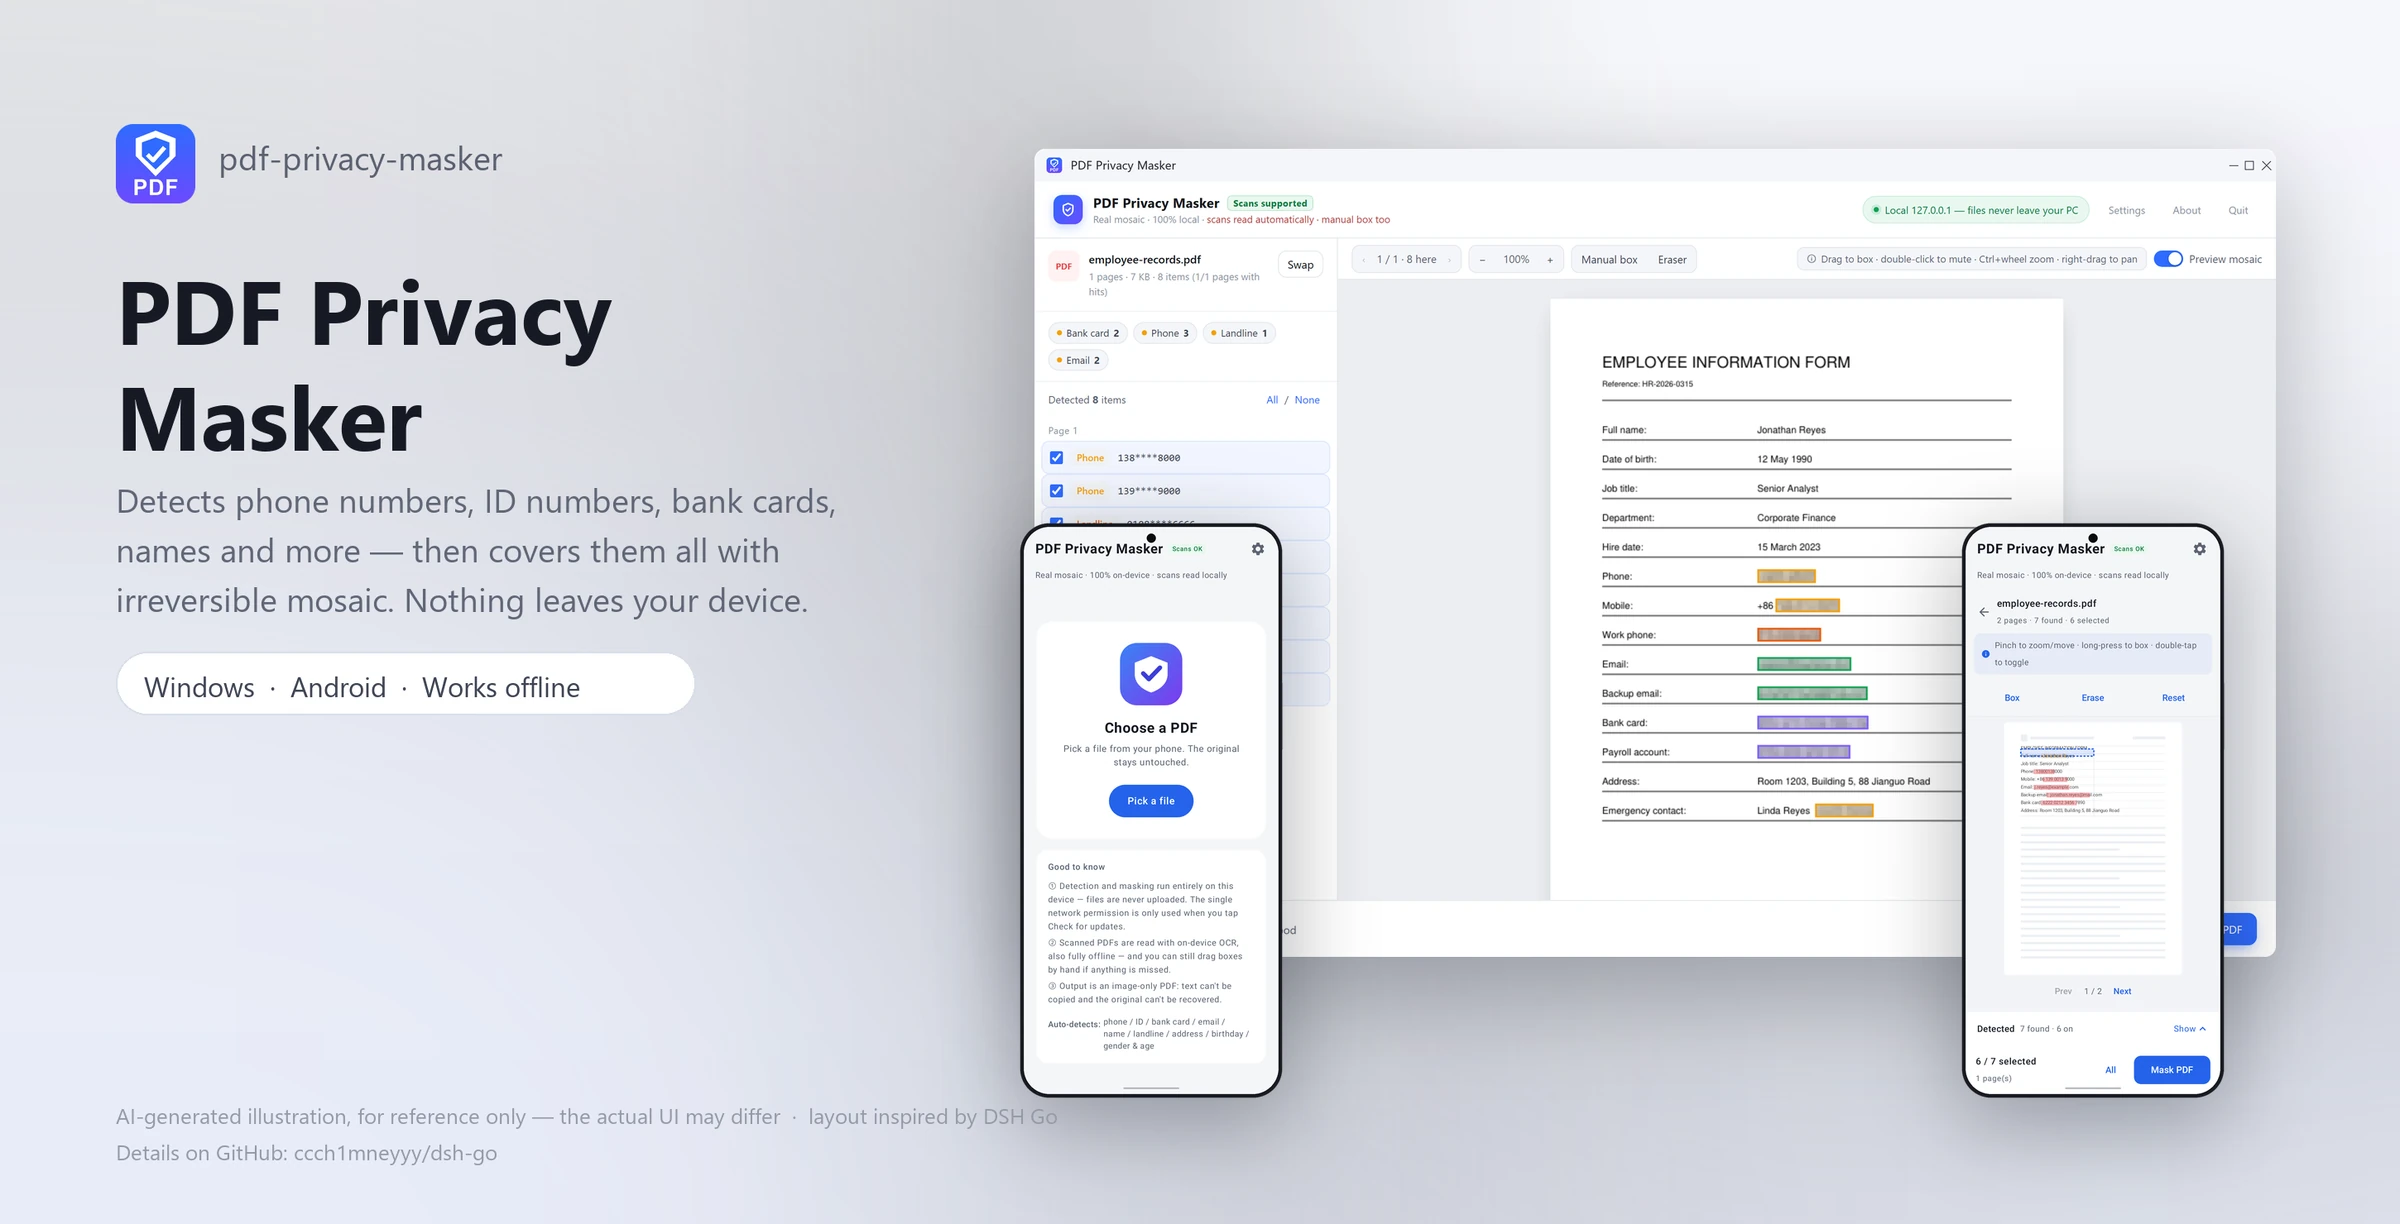 PDF
pdf-privacy-masker
PDF Privacy
Masker
Detects phone numbers, ID numbers, bank cards,
names and more — then covers them all with
irreversible mosaic. Nothing leaves your device.
Windows · Android · Works offline
AI-generated illustration, for reference only — the actual UI may differ · layout inspired by DSH Go
Details on GitHub: ccch1mneyyy/dsh-go
PDF Privacy Masker
PDF Privacy Masker Scans supported
Real mosaic · 100% local · scans read automatically · manual box too
Local 127.0.0.1 — files never leave your PC Settings About Quit
PDF
employee-records.pdf
1 pages · 7 KB · 8 items (1/1 pages with
hits)
Swap
‹ 1 / 1 · 8 here ›
− 100% +
Manual box Eraser
Drag to box · double-click to mute · Ctrl+wheel zoom · right-drag to pan
Preview mosaic
Bank card 2 Phone 3 Landline 1
Email 2
Detected 8 items All / None
Page 1
Phone 138****8000
Phone 139****9000
EMPLOYEE INFORMATION FORM
Reference: HR-2026-0315
Full name: Jonathan Reyes
Date of birth: 12 May 1990
Job title: Senior Analyst
Department: Corporate Finance
Hire date: 15 March 2023
Phone:
Mobile: +86
Work phone:
Email:
Backup email:
Bank card:
Payroll account:
Address: Room 1203, Building 5, 88 Jianguo Road
Emergency contact: Linda Reyes
PDF
PDF Privacy Masker Scans OK
Real mosaic · 100% on-device · scans read locally
Choose a PDF
Pick a file from your phone. The original
stays untouched.
Pick a file
Good to know
① Detection and masking run entirely on this
device — files are never uploaded. The single
network permission is only used when you tap
Check for updates.
② Scanned PDFs are read with on-device OCR,
also fully offline — and you can still drag boxes
by hand if anything is missed.
③ Output is an image-only PDF: text can't be
copied and the original can't be recovered.
Auto-detects: phone / ID / bank card / email /
name / landline / address / birthday /
gender & age
PDF Privacy Masker Scans OK
Real mosaic · 100% on-device · scans read locally
employee-records.pdf
2 pages · 7 found · 6 selected
Pinch to zoom/move · long-press to box · double-tap
to toggle
Box Erase Reset
Job title: Senior Analyst
Address: Room 1203, Building 5, 88 Jianguo Road
Prev 1 / 2 Next
Detected 7 found · 6 on Show
6 / 7 selected
1 page(s)
All
Mask PDF